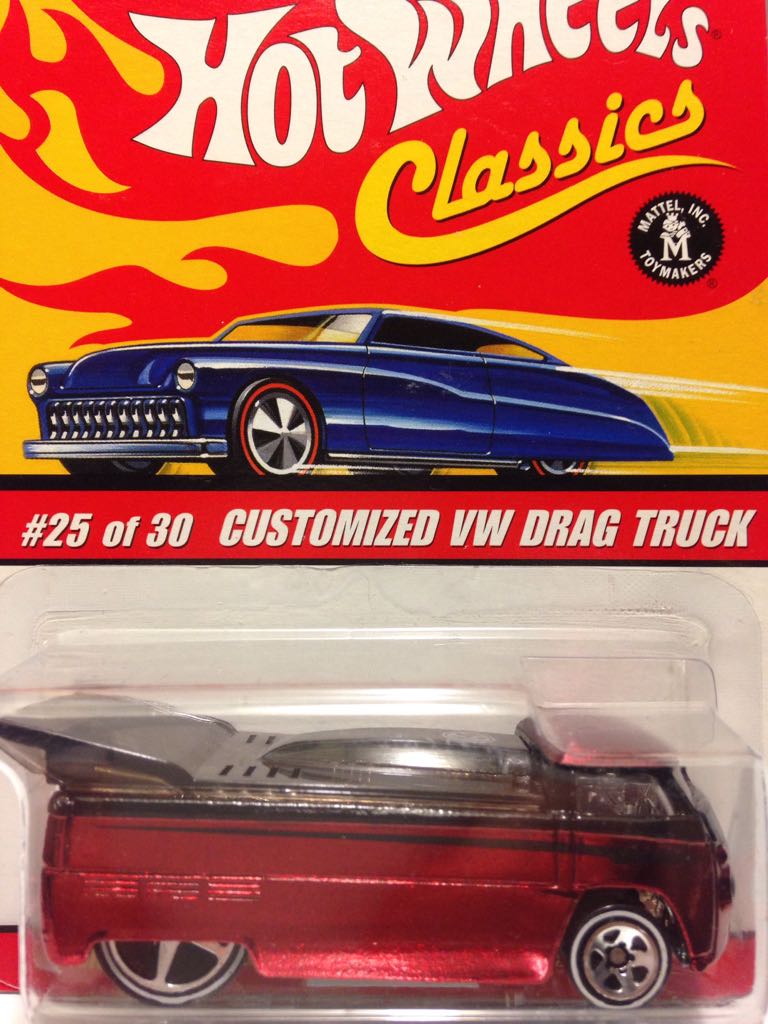 Hot Wheels®
Classics
MATTEL, INC.
M
TOYMAKERS
®
#25 of 30 CUSTOMIZED VW DRAG TRUCK